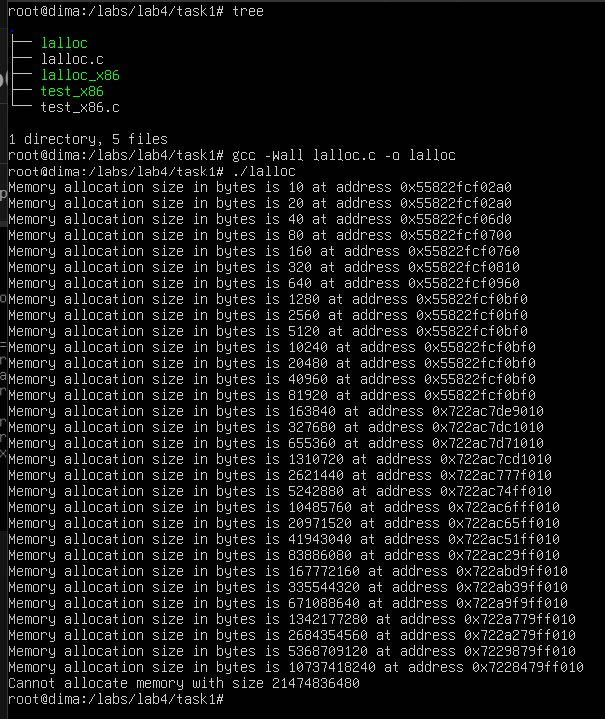 root@dima:/labs/lab4/task1# tree
.
├── lalloc
├── lalloc.c
├── lalloc_x86
├── test_x86
└── test_x86.c
1 directory, 5 files
root@dima:/labs/lab4/task1# gcc -Wall lalloc.c -o lalloc
root@dima:/labs/lab4/task1# ./lalloc
Memory allocation size in bytes is 10 at address 0x55822fcf02a0
Memory allocation size in bytes is 20 at address 0x55822fcf02a0
Memory allocation size in bytes is 40 at address 0x55822fcf06d0
Memory allocation size in bytes is 80 at address 0x55822fcf0700
Memory allocation size in bytes is 160 at address 0x55822fcf0760
Memory allocation size in bytes is 320 at address 0x55822fcf0810
Memory allocation size in bytes is 640 at address 0x55822fcf0960
Memory allocation size in bytes is 1280 at address 0x55822fcf0bf0
Memory allocation size in bytes is 2560 at address 0x55822fcf0bf0
Memory allocation size in bytes is 5120 at address 0x55822fcf0bf0
Memory allocation size in bytes is 10240 at address 0x55822fcf0bf0
Memory allocation size in bytes is 20480 at address 0x55822fcf0bf0
Memory allocation size in bytes is 40960 at address 0x55822fcf0bf0
Memory allocation size in bytes is 81920 at address 0x55822fcf0bf0
Memory allocation size in bytes is 163840 at address 0x722ac7de9010
Memory allocation size in bytes is 327680 at address 0x722ac7dc1010
Memory allocation size in bytes is 655360 at address 0x722ac7d71010
Memory allocation size in bytes is 1310720 at address 0x722ac7cd1010
Memory allocation size in bytes is 2621440 at address 0x722ac777f010
Memory allocation size in bytes is 5242880 at address 0x722ac74ff010
Memory allocation size in bytes is 10485760 at address 0x722ac6fff010
Memory allocation size in bytes is 20971520 at address 0x722ac65ff010
Memory allocation size in bytes is 41943040 at address 0x722ac51ff010
Memory allocation size in bytes is 83886080 at address 0x722ac29ff010
Memory allocation size in bytes is 167772160 at address 0x722abd9ff010
Memory allocation size in bytes is 335544320 at address 0x722ab39ff010
Memory allocation size in bytes is 671088640 at address 0x722a9f9ff010
Memory allocation size in bytes is 1342177280 at address 0x722a779ff010
Memory allocation size in bytes is 2684354560 at address 0x722a279ff010
Memory allocation size in bytes is 5368709120 at address 0x7229879ff010
Memory allocation size in bytes is 10737418240 at address 0x7228479ff010
Cannot allocate memory with size 21474836480
root@dima:/labs/lab4/task1#